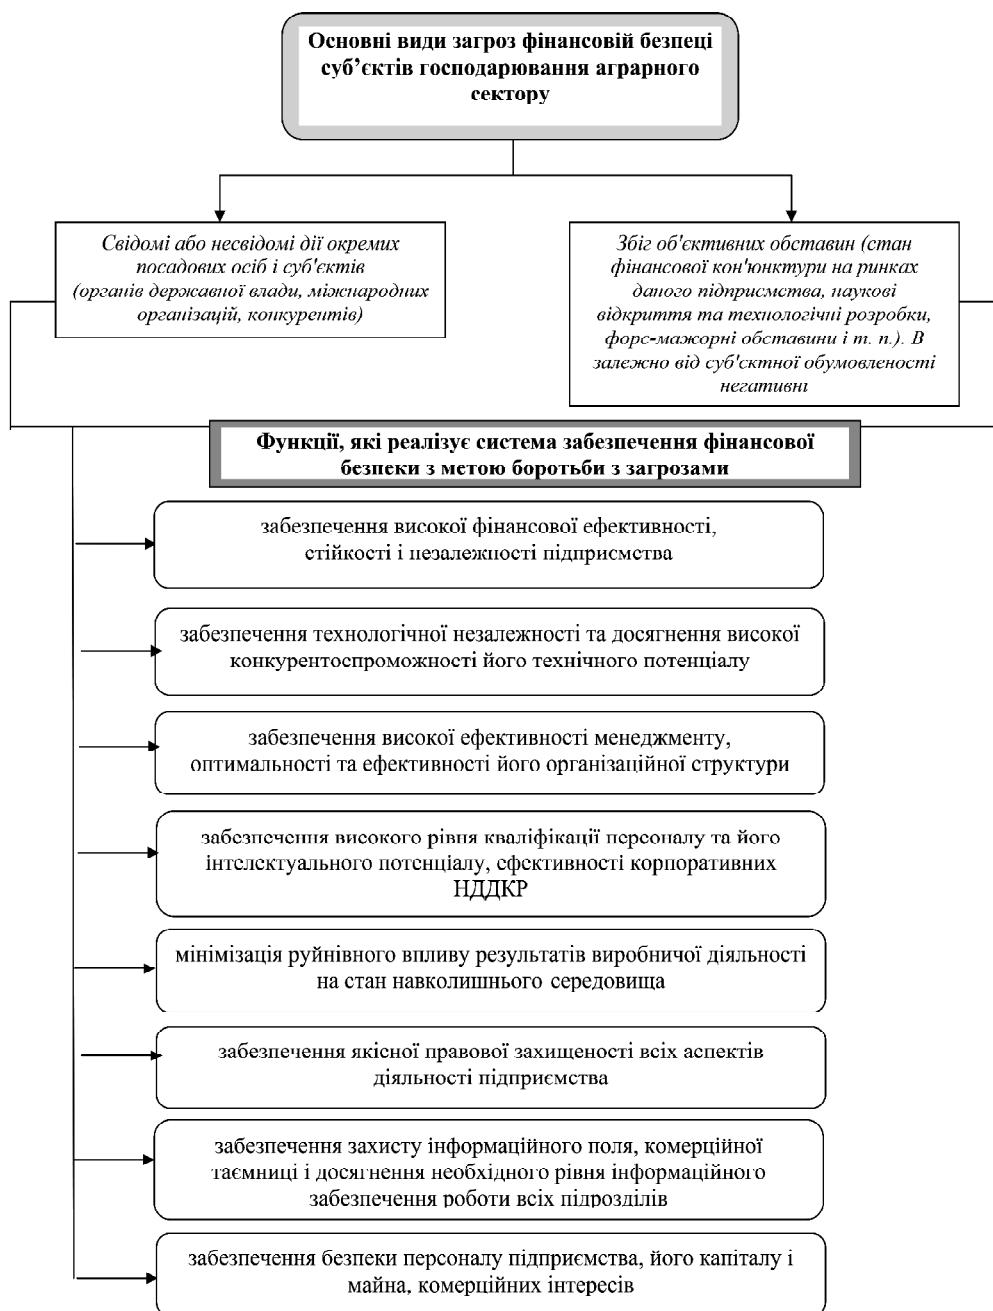 Основні види загроз фінансовій безпеці
суб’єктів господарювання аграрного
сектору
Свідомі або несвідомі дії окремих
посадових осіб і суб'єктів
(органів державної влади, міжнародних
організацій, конкурентів)
Збіг об'єктивних обставин (стан
фінансової кон'юнктури на ринках
даного підприємства, наукові
відкриття та технологічні розробки,
форс-мажорні обставини і т. п.). В
залежно від суб'єктної обумовленості
негативні
Функції, які реалізує система забезпечення фінансової
безпеки з метою боротьби з загрозами
забезпечення високої фінансової ефективності,
стійкості і незалежності підприємства
забезпечення технологічної незалежності та досягнення високої
конкурентоспроможності його технічного потенціалу
забезпечення високої ефективності менеджменту,
оптимальності та ефективності його організаційної структури
забезпечення високого рівня кваліфікації персоналу та його
інтелектуального потенціалу, ефективності корпоративних
НДДКР
мінімізація руйнівного впливу результатів виробничої діяльності
на стан навколишнього середовища
забезпечення якісної правової захищеності всіх аспектів
діяльності підприємства
забезпечення захисту інформаційного поля, комерційної
таємниці і досягнення необхідного рівня інформаційного
забезпечення роботи всіх підрозділів
забезпечення безпеки персоналу підприємства, його капіталу і
майна, комерційних інтересів